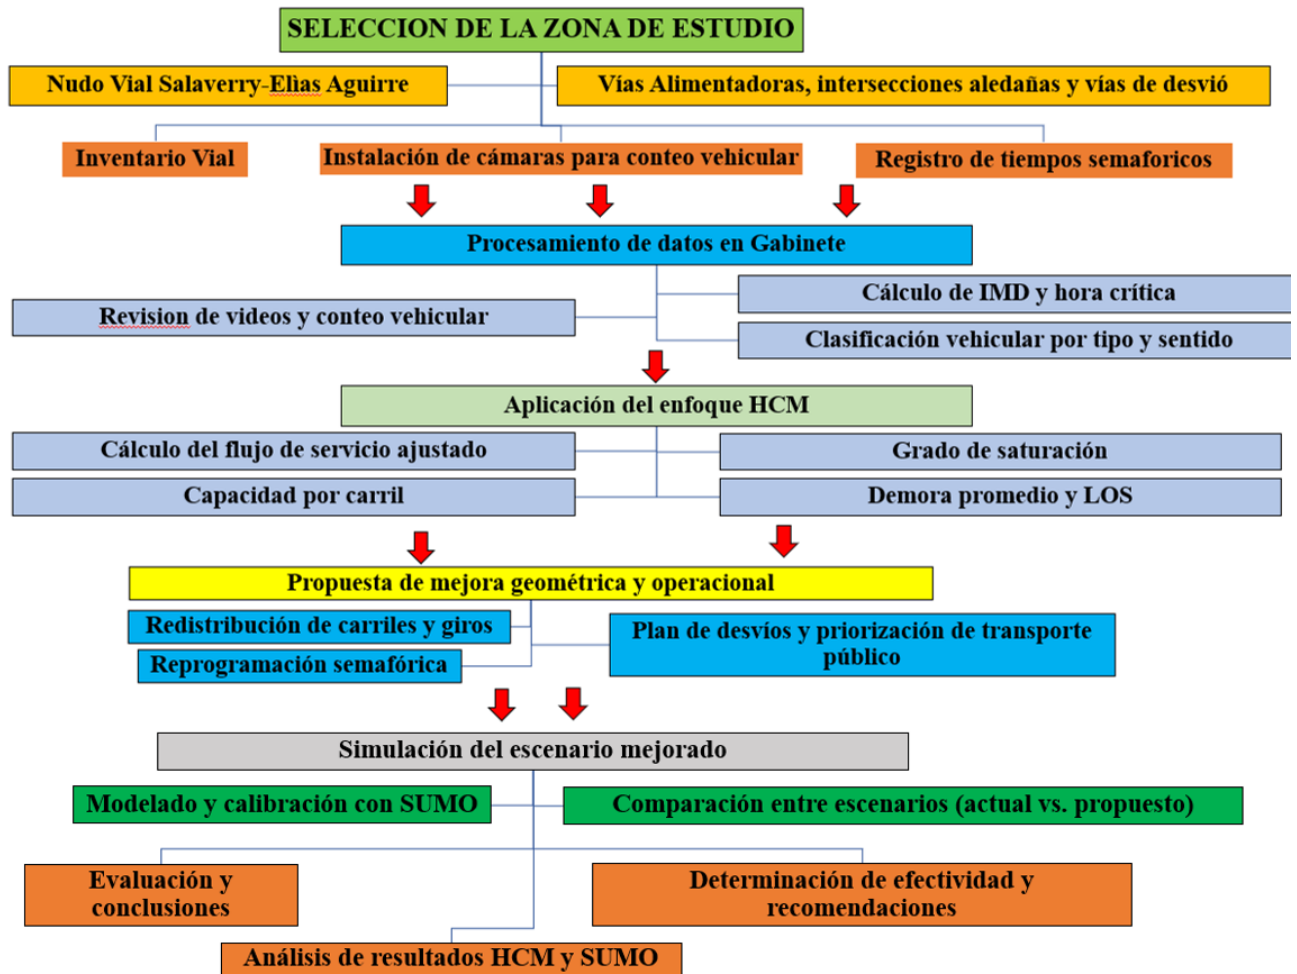 SELECCION DE LA ZONA DE ESTUDIO
Nudo Vial Salaverry-Elìas Aguirre
Vías Alimentadoras, intersecciones aledañas y vías de desvió
Inventario Vial
Instalación de cámaras para conteo vehicular
Registro de tiempos semaforicos
Procesamiento de datos en Gabinete
Cálculo de IMD y hora crítica
Revision de videos y conteo vehicular
Clasificación vehicular por tipo y sentido
Aplicación del enfoque HCM
Cálculo del flujo de servicio ajustado
Grado de saturación
Capacidad por carril
Demora promedio y LOS
Propuesta de mejora geométrica y operacional
Redistribución de carriles y giros
Plan de desvíos y priorización de transporte
público
Reprogramación semafórica
Simulación del escenario mejorado
Modelado y calibración con SUMO
Comparación entre escenarios (actual vs. propuesto)
Evaluación y
conclusiones
Determinación de efectividad y
recomendaciones
Análisis de resultados HCM y SUMO